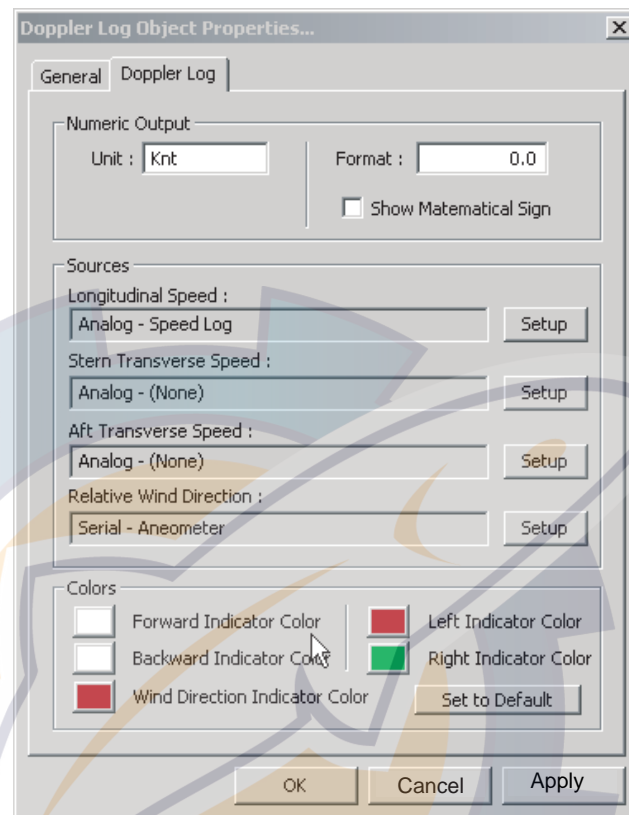 Doppler Log Object Properties...
General Doppler Log
Numeric Output
Unit : Knt Format : 0.0
Show Matematical Sign
Sources
Longitudinal Speed :
Analog - Speed Log Setup
Stern Transverse Speed :
Analog - (None) Setup
Aft Transverse Speed :
Analog - (None) Setup
Relative Wind Direction :
Serial - Aneometer Setup
Colors
Forward Indicator Color Left Indicator Color
Backward Indicator Color Right Indicator Color
Wind Direction Indicator Color Set to Default
OK Cancel Apply